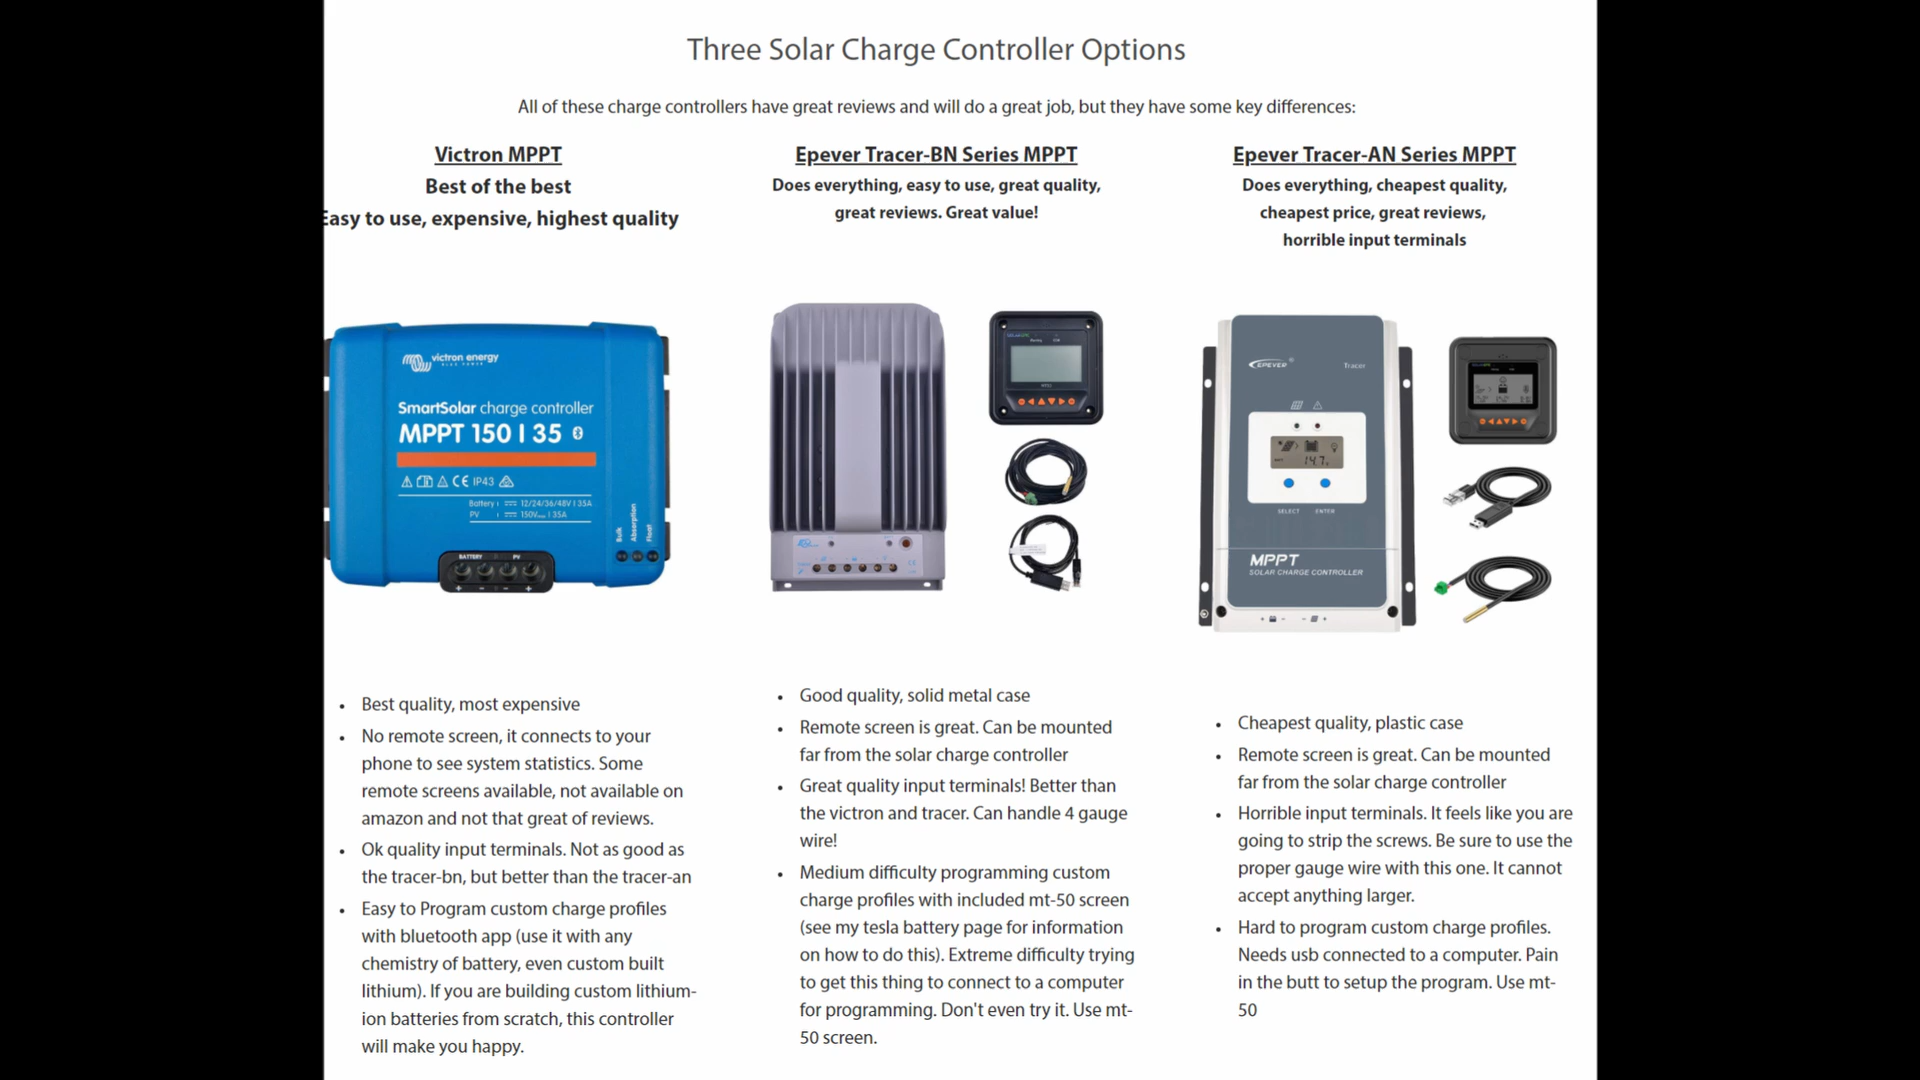 Three Solar Charge Controller Options
All of these charge controllers have great reviews and will do a great job, but they have some key differences:
Victron MPPT
Best of the best
Easy to use, expensive, highest quality
victron energy
BLUE POWER
SmartSolar charge controller
MPPT 150 | 35
CE IP43
Battery : 12/24/36/48V | 35A
PV : 150Vmax | 35A
Bulk
Absorption
Float
BATTERY PV
+ - - +
• Best quality, most expensive
• No remote screen, it connects to your
phone to see system statistics. Some
remote screens available, not available on
amazon and not that great of reviews.
• Ok quality input terminals. Not as good as
the tracer-bn, but better than the tracer-an
• Easy to Program custom charge profiles
with bluetooth app (use it with any
chemistry of battery, even custom built
lithium). If you are building custom lithium-
ion batteries from scratch, this controller
will make you happy.
Epever Tracer-BN Series MPPT
Does everything, easy to use, great quality,
great reviews. Great value!
• Good quality, solid metal case
• Remote screen is great. Can be mounted
far from the solar charge controller
• Great quality input terminals! Better than
the victron and tracer. Can handle 4 gauge
wire!
• Medium difficulty programming custom
charge profiles with included mt-50 screen
(see my tesla battery page for information
on how to do this). Extreme difficulty trying
to get this thing to connect to a computer
for programming. Don't even try it. Use mt-
50 screen.
Epever Tracer-AN Series MPPT
Does everything, cheapest quality,
cheapest price, great reviews,
horrible input terminals
EPEVER ®
Tracer
14.7
SELECT ENTER
MPPT
SOLAR CHARGE CONTROLLER
• Cheapest quality, plastic case
• Remote screen is great. Can be mounted
far from the solar charge controller
• Horrible input terminals. It feels like you are
going to strip the screws. Be sure to use the
proper gauge wire with this one. It cannot
accept anything larger.
• Hard to program custom charge profiles.
Needs usb connected to a computer. Pain
in the butt to setup the program. Use mt-
50